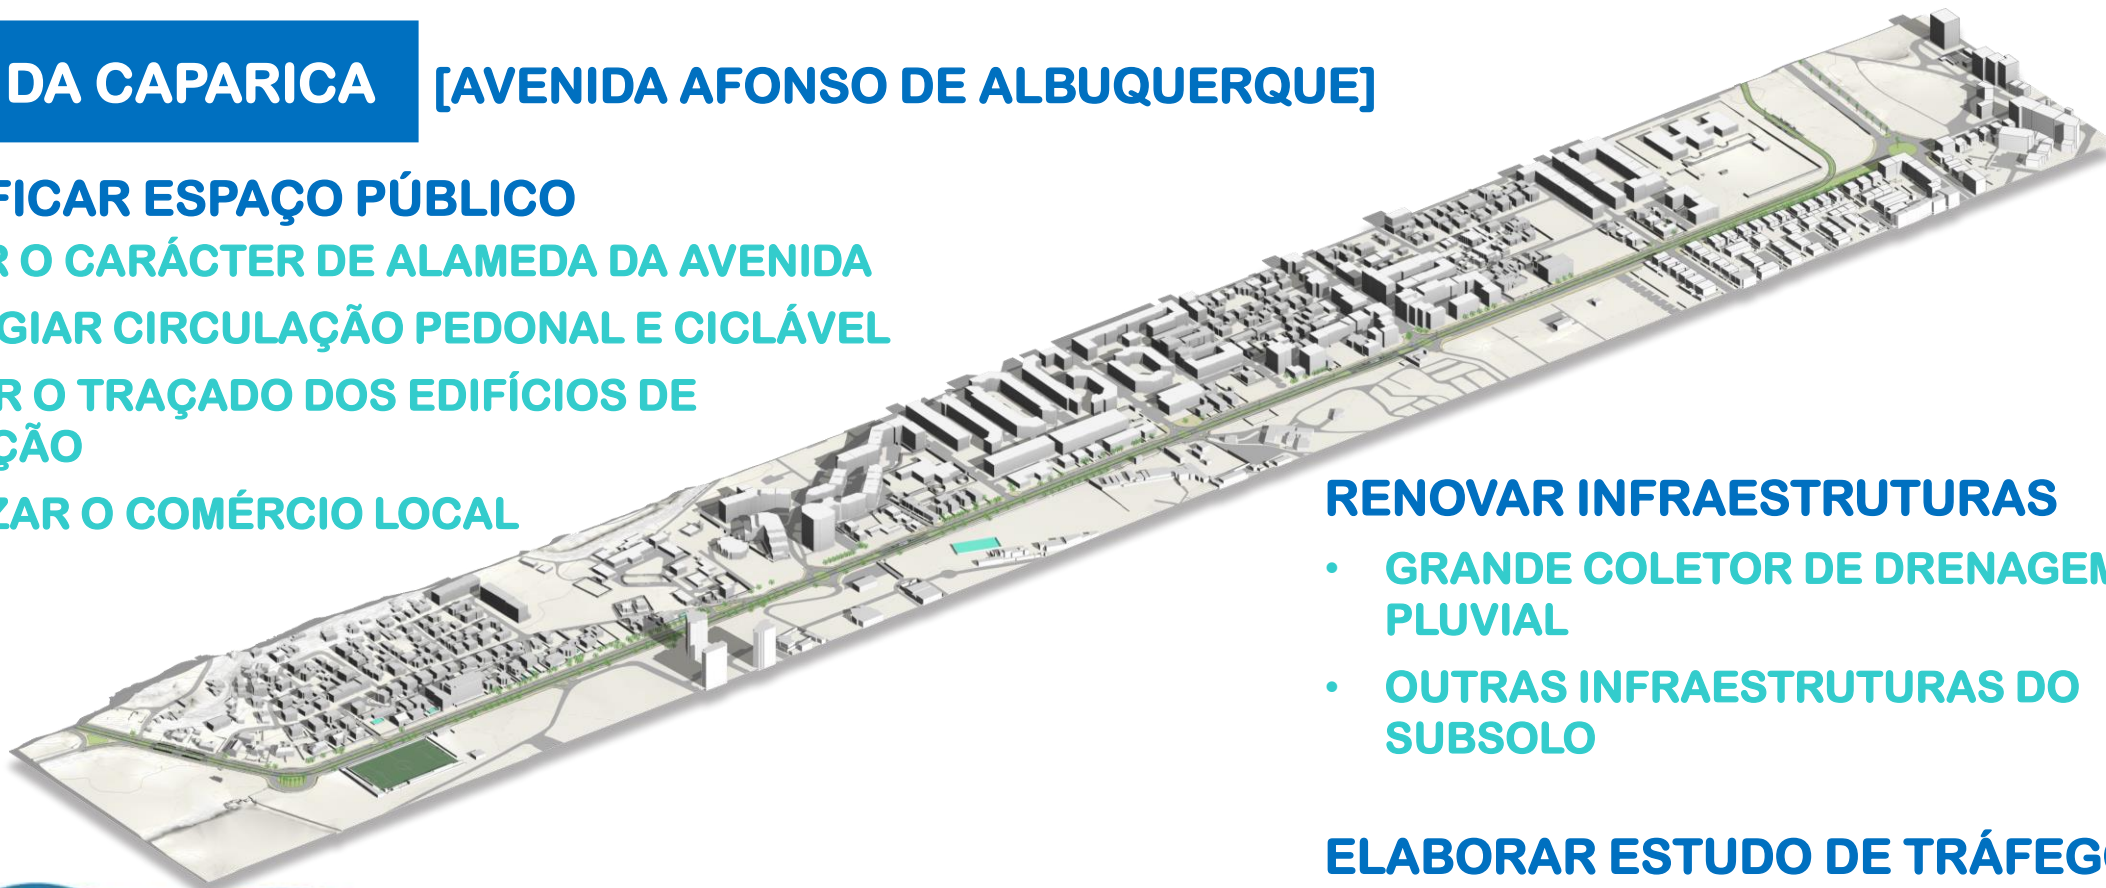 DA CAPARICA [AVENIDA AFONSO DE ALBUQUERQUE]
FICAR ESPAÇO PÚBLICO
R O CARÁCTER DE ALAMEDA DA AVENIDA
GIAR CIRCULAÇÃO PEDONAL E CICLÁVEL
R O TRAÇADO DOS EDIFÍCIOS DE
ÇÃO
ZAR O COMÉRCIO LOCAL
RENOVAR INFRAESTRUTURAS
• GRANDE COLETOR DE DRENAGEM
PLUVIAL
• OUTRAS INFRAESTRUTURAS DO
SUBSOLO
ELABORAR ESTUDO DE TRÁFEGO